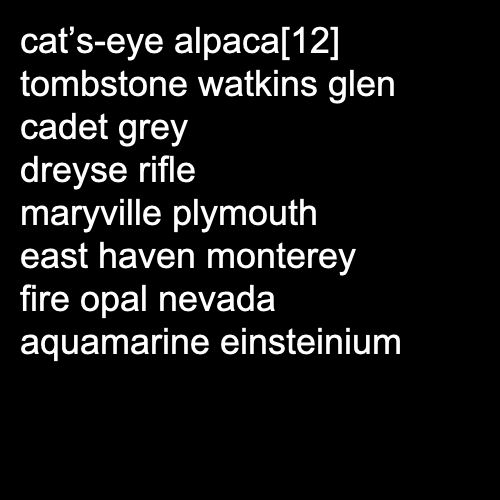 cat’s-eye alpaca[12]
tombstone watkins glen
cadet grey
dreyse rifle
maryville plymouth
east haven monterey
fire opal nevada
aquamarine einsteinium